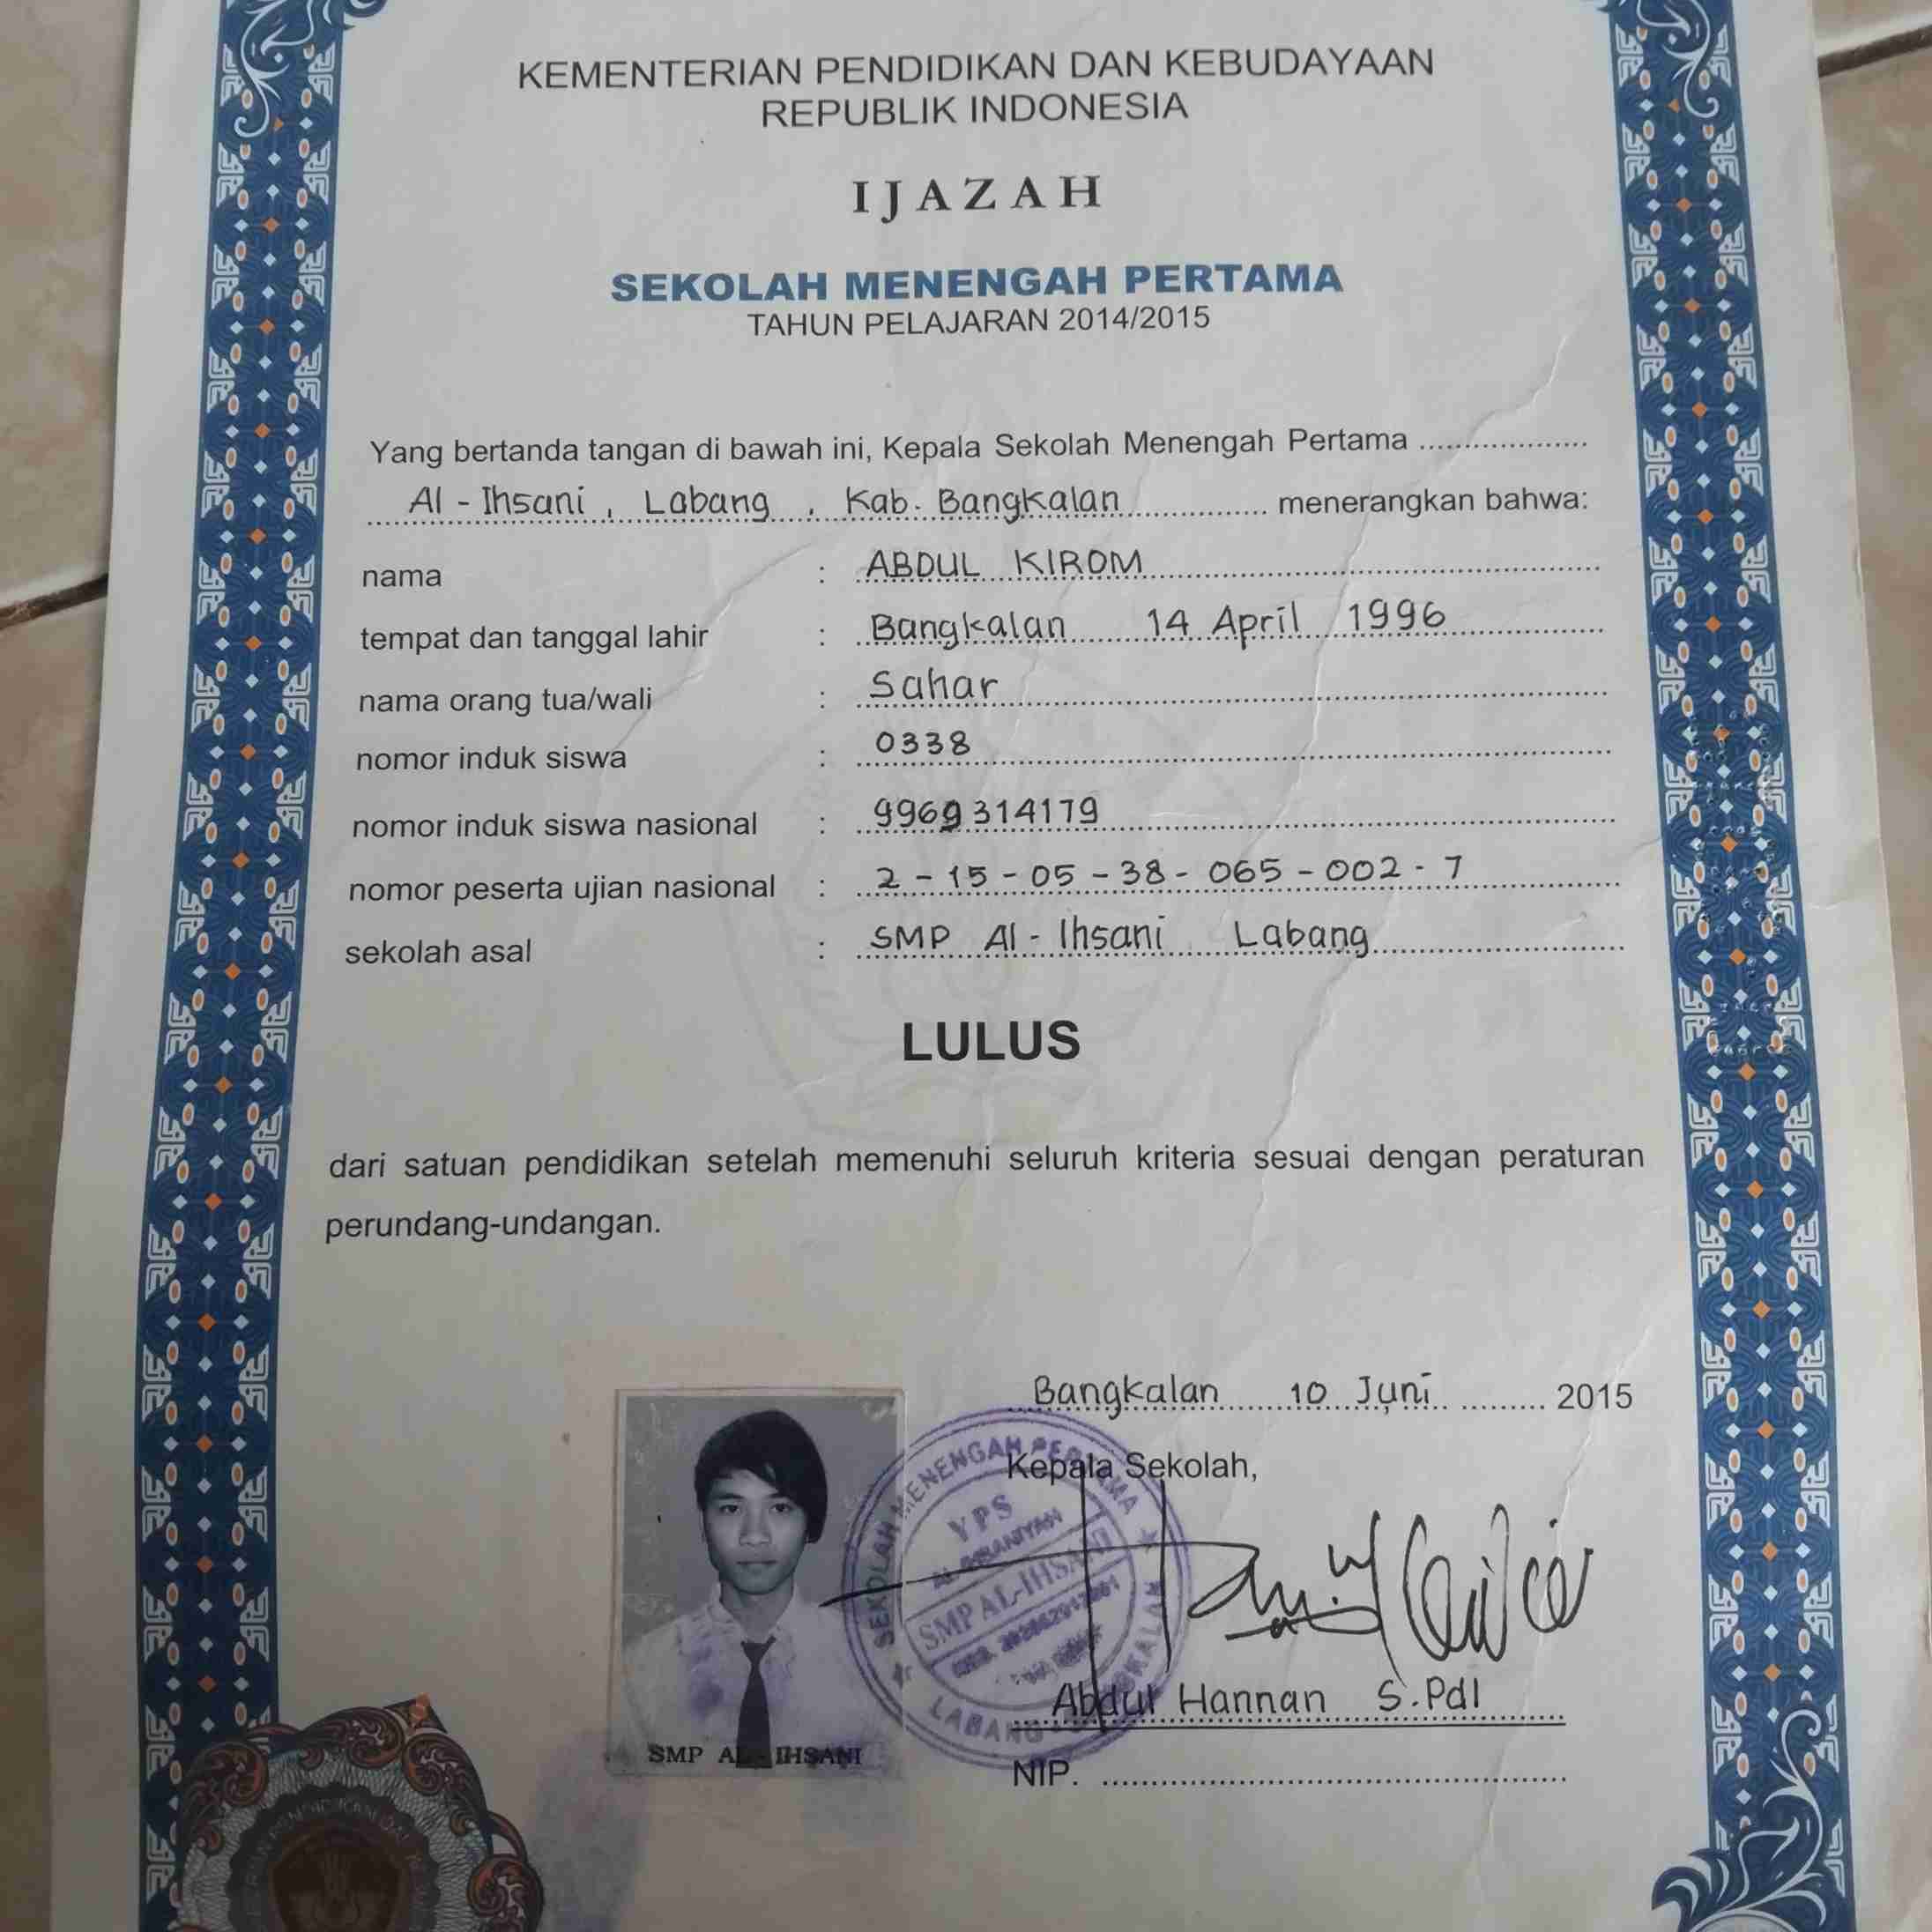 KEMENTERIAN PENDIDIKAN DAN KEBUDAYAAN
REPUBLIK INDONESIA
IJAZAH
SEKOLAH MENENGAH PERTAMA
TAHUN PELAJARAN 2014/2015
Yang bertanda tangan di bawah ini, Kepala Sekolah Menengah Pertama
Al - Ihsani , Labang , Kab. Bangkalan menerangkan bahwa:
nama : ABDUL KIROM
tempat dan tanggal lahir : Bangkalan 14 April 1996
nama orang tua/wali : Sahar
nomor induk siswa : 0338
nomor induk siswa nasional : 9969314179
nomor peserta ujian nasional : 2 - 15 - 05 - 38 - 065 - 002 - 7
sekolah asal : SMP Al - Ihsani Labang
LULUS
dari satuan pendidikan setelah memenuhi seluruh kriteria sesuai dengan peraturan
perundang-undangan.
Bangkalan 10 Juni 2015
Kepala Sekolah,
SEKOLAH MENENGAH PERTAMA
YPS
SMP AL-IHSANI
LABANG BANGKALAN
Abdul Hannan S.PdI
SMP AL - IHSANI
NIP.